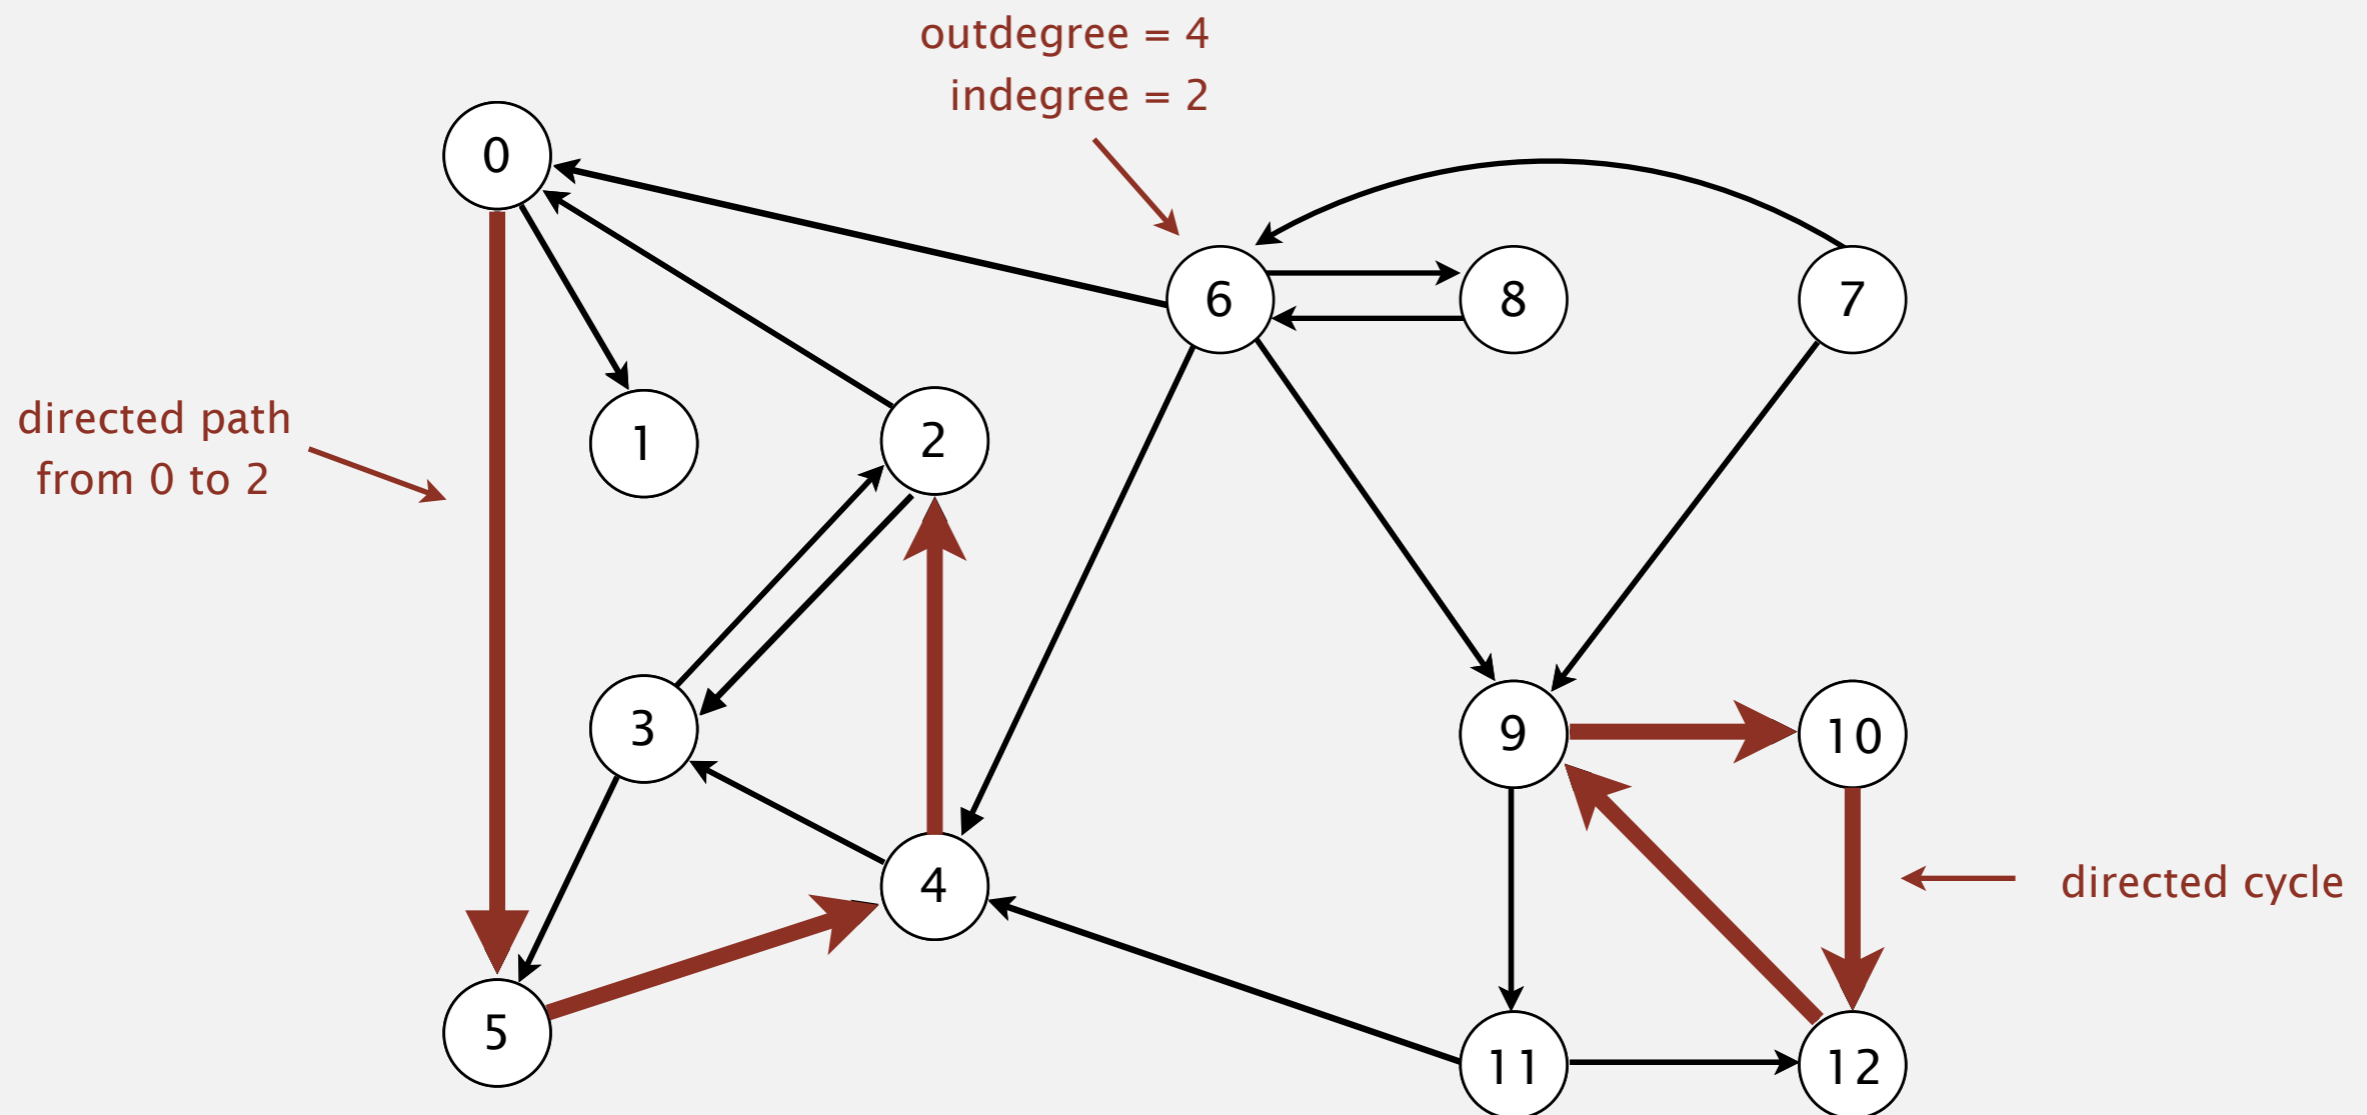 outdegree = 4
indegree = 2
0
6
8
7
directed path
from 0 to 2
1
2
3
9
10
4
directed cycle
5
11
12